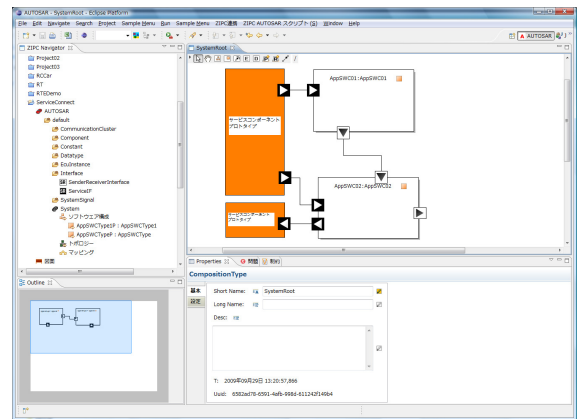 AUTOSAR - SystemRoot - Eclipse Platform
File Edit Navigate Search Project Sample Menu Run Sample Menu ZIPC連携 ZIPC AUTOSAR スクリプト (S) Window Help
AUTOSAR
ZIPC Navigator
Project02
Project03
RCCar
RT
RTEDemo
ServiceConnect
AUTOSAR
default
CommunicationCluster
Component
Constant
Datatype
EcuInstance
Interface
SenderReceiverInterface
ServiceIF
SystemSignal
System
ソフトウェア構成
AppSWCType1P : AppSWCType1
AppSWCTypeP : AppSWCType
トポロジー
マッピング
図面
Outline
SystemRoot
AppSWC01::AppSWC01
サービスコンポーネント
プロトタイプ
AppSWC02::AppSWC02
サービスコンポーネント
プロトタイプ
Properties 問題 制約
CompositionType
基本
設定
Short Name: SystemRoot
Long Name:
Desc:
T: 2009年09月29日 13:20:57,866
Uuid: 6582ad78-6591-4afb-998d-611242f149b4